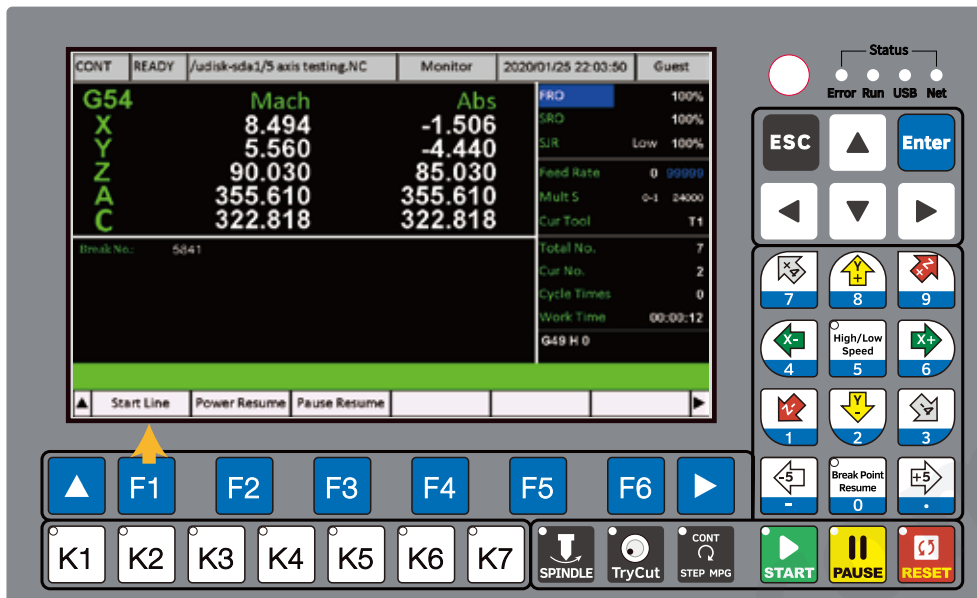 CONT READY /udisk-sda1/5 axis testing.NC Monitor 2020/01/25 22:03:50 Guest
G54 Mach Abs
X 8.494 -1.506
Y 5.560 -4.440
Z 90.030 85.030
A 355.610 355.610
C 322.818 322.818
Break No.: 5841
FRO 100%
SRO 100%
SJR Low 100%
Feed Rate 0 99999
Mult S 0-1 24000
Cur Tool T1
Total No. 7
Cur No. 2
Cycle Times 0
Work Time 00:00:12
G49 H 0
▲ Start Line Power Resume Pause Resume ▶
Status
Error Run USB Net
ESC ▲ Enter
◀ ▼ ▶
X4 7
Y+ 8
Z+ 9
X- 4
High/Low
Speed
5
X+ 6
Z- 1
Y- 2
-4 3
-5 -
Break Point
Resume
0
+5 .
▲ F1 F2 F3 F4 F5 F6 ▶
K1 K2 K3 K4 K5 K6 K7
SPINDLE
TryCut
CONT
STEP MPG
START
PAUSE
RESET